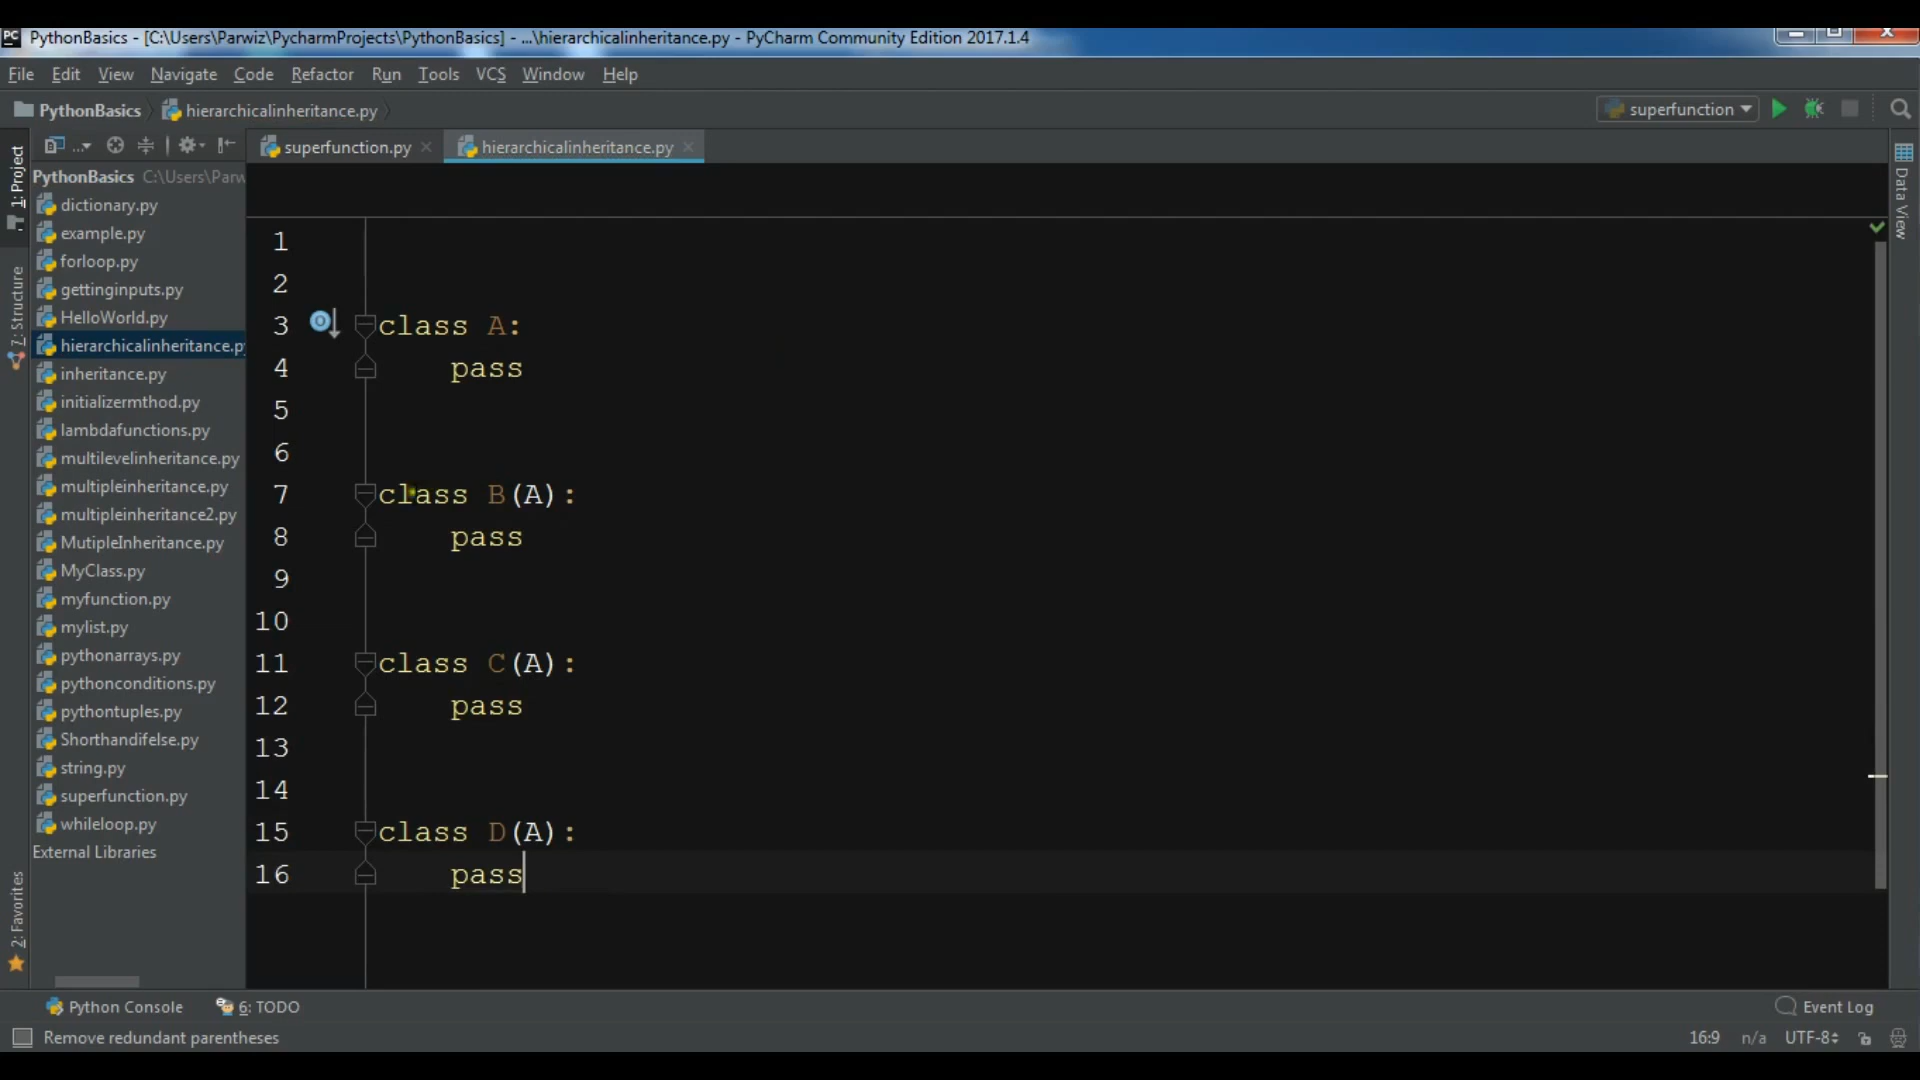 PythonBasics - [C:\Users\Parwiz\PycharmProjects\PythonBasics] - ...\hierarchicalinheritance.py - PyCharm Community Edition 2017.1.4
File Edit View Navigate Code Refactor Run Tools VCS Window Help
PythonBasics hierarchicalinheritance.py superfunction
superfunction.py hierarchicalinheritance.py
1: Project
7: Structure
2: Favorites
PythonBasics C:\Users\Parw
dictionary.py
example.py
forloop.py
gettinginputs.py
HelloWorld.py
hierarchicalinheritance.p
inheritance.py
initializermthod.py
lambdafunctions.py
multilevelinheritance.py
multipleinheritance.py
multipleinheritance2.py
MutipleInheritance.py
MyClass.py
myfunction.py
mylist.py
pythonarrays.py
pythonconditions.py
pythontuples.py
Shorthandifelse.py
string.py
superfunction.py
whileloop.py
External Libraries
1
2
3 class A:
4     pass
5
6
7 class B(A):
8     pass
9
10
11 class C(A):
12     pass
13
14
15 class D(A):
16     pass
Data View
Python Console 6: TODO Event Log
Remove redundant parentheses 16:9 n/a UTF-8